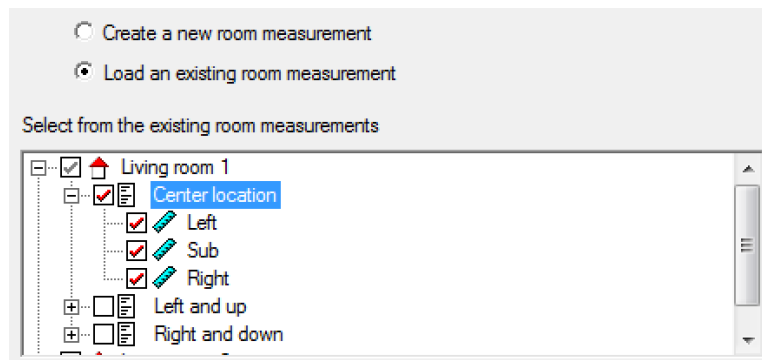 Create a new room measurement
Load an existing room measurement
Select from the existing room measurements
Living room 1
Center location
Left
Sub
Right
Left and up
Right and down